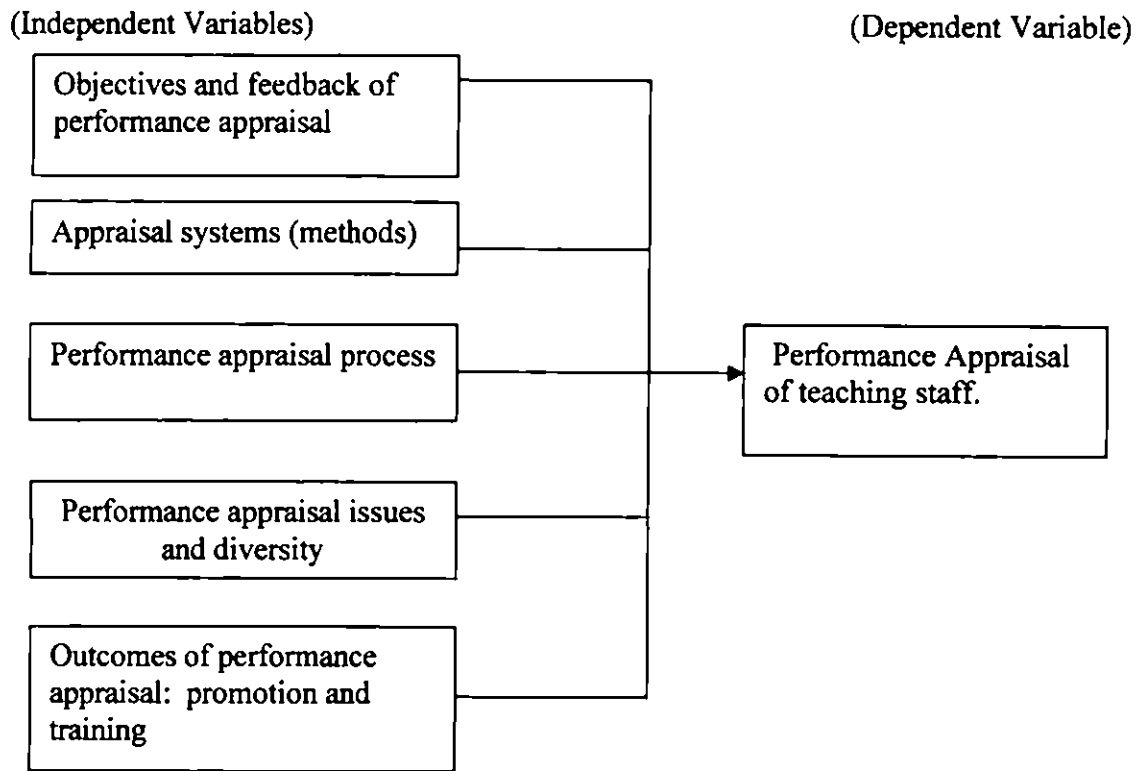 (Independent Variables)
(Dependent Variable)
Objectives and feedback of
performance appraisal
Appraisal systems (methods)
Performance appraisal process
Performance Appraisal
of teaching staff.
Performance appraisal issues
and diversity
Outcomes of performance
appraisal: promotion and
training